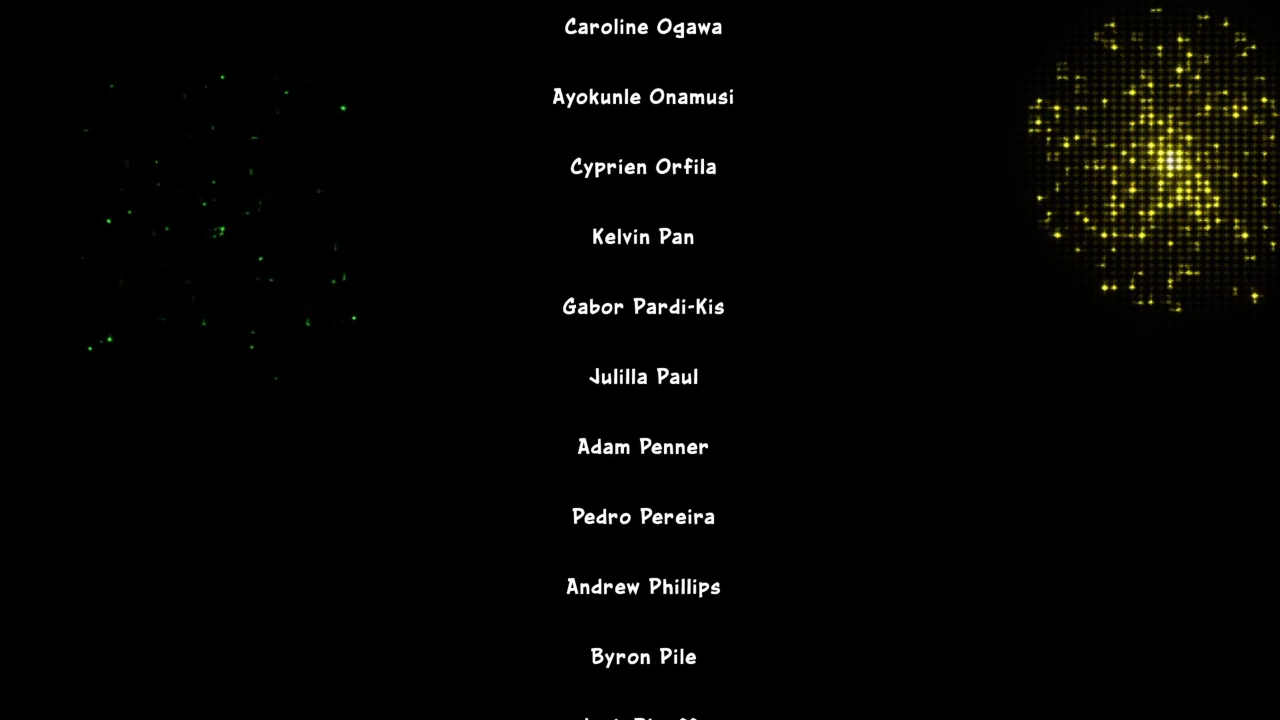 Caroline Ogawa
Ayokunle Onamusi
Cyprien Orfila
Kelvin Pan
Gabor Pardi-Kis
Julilla Paul
Adam Penner
Pedro Pereira
Andrew Phillips
Byron Pile